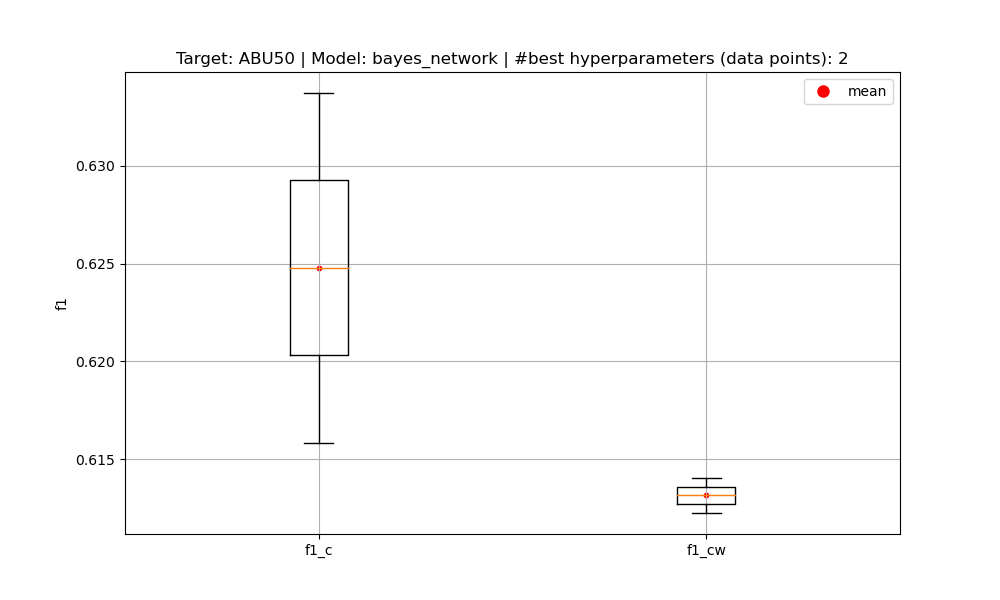 Target: ABU50 | Model: bayes_network | #best hyperparameters (data points): 2
mean
0.630
0.625
0.620
0.615
f1
f1_c
f1_cw